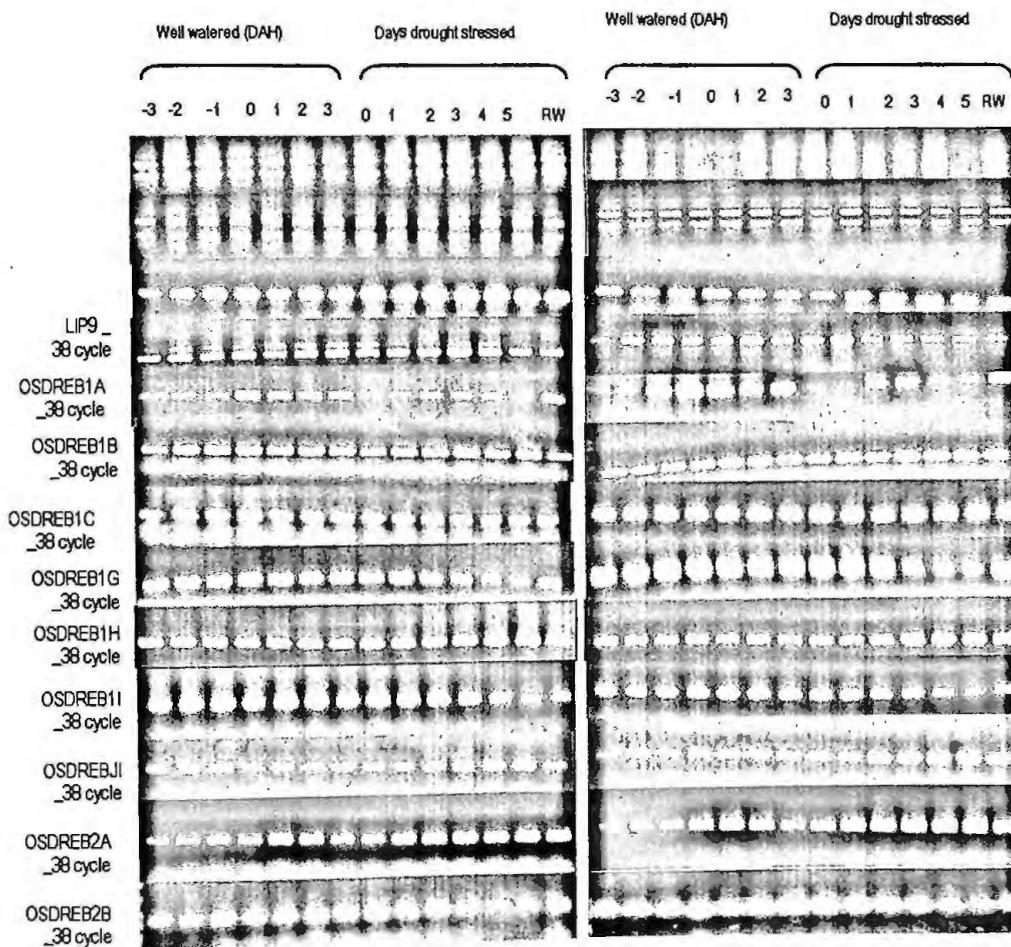 Well watered (DAH) Days drought stressed Well watered (DAH) Days drought stressed
-3 -2 -1 0 1 2 3 0 1 2 3 4 5 RW -3 -2 -1 0 1 2 3 0 1 2 3 4 5 RW
LIP9 _
38 cycle
OSDREB1A
_38 cycle
OSDREB1B
_38 cycle
OSDREB1C
_38 cycle
OSDREB1G
_38 cycle
OSDREB1H
_38 cycle
OSDREB1I
_38 cycle
OSDREBJI
_38 cycle
OSDREB2A
_38 cycle
OSDREB2B
_38 cycle